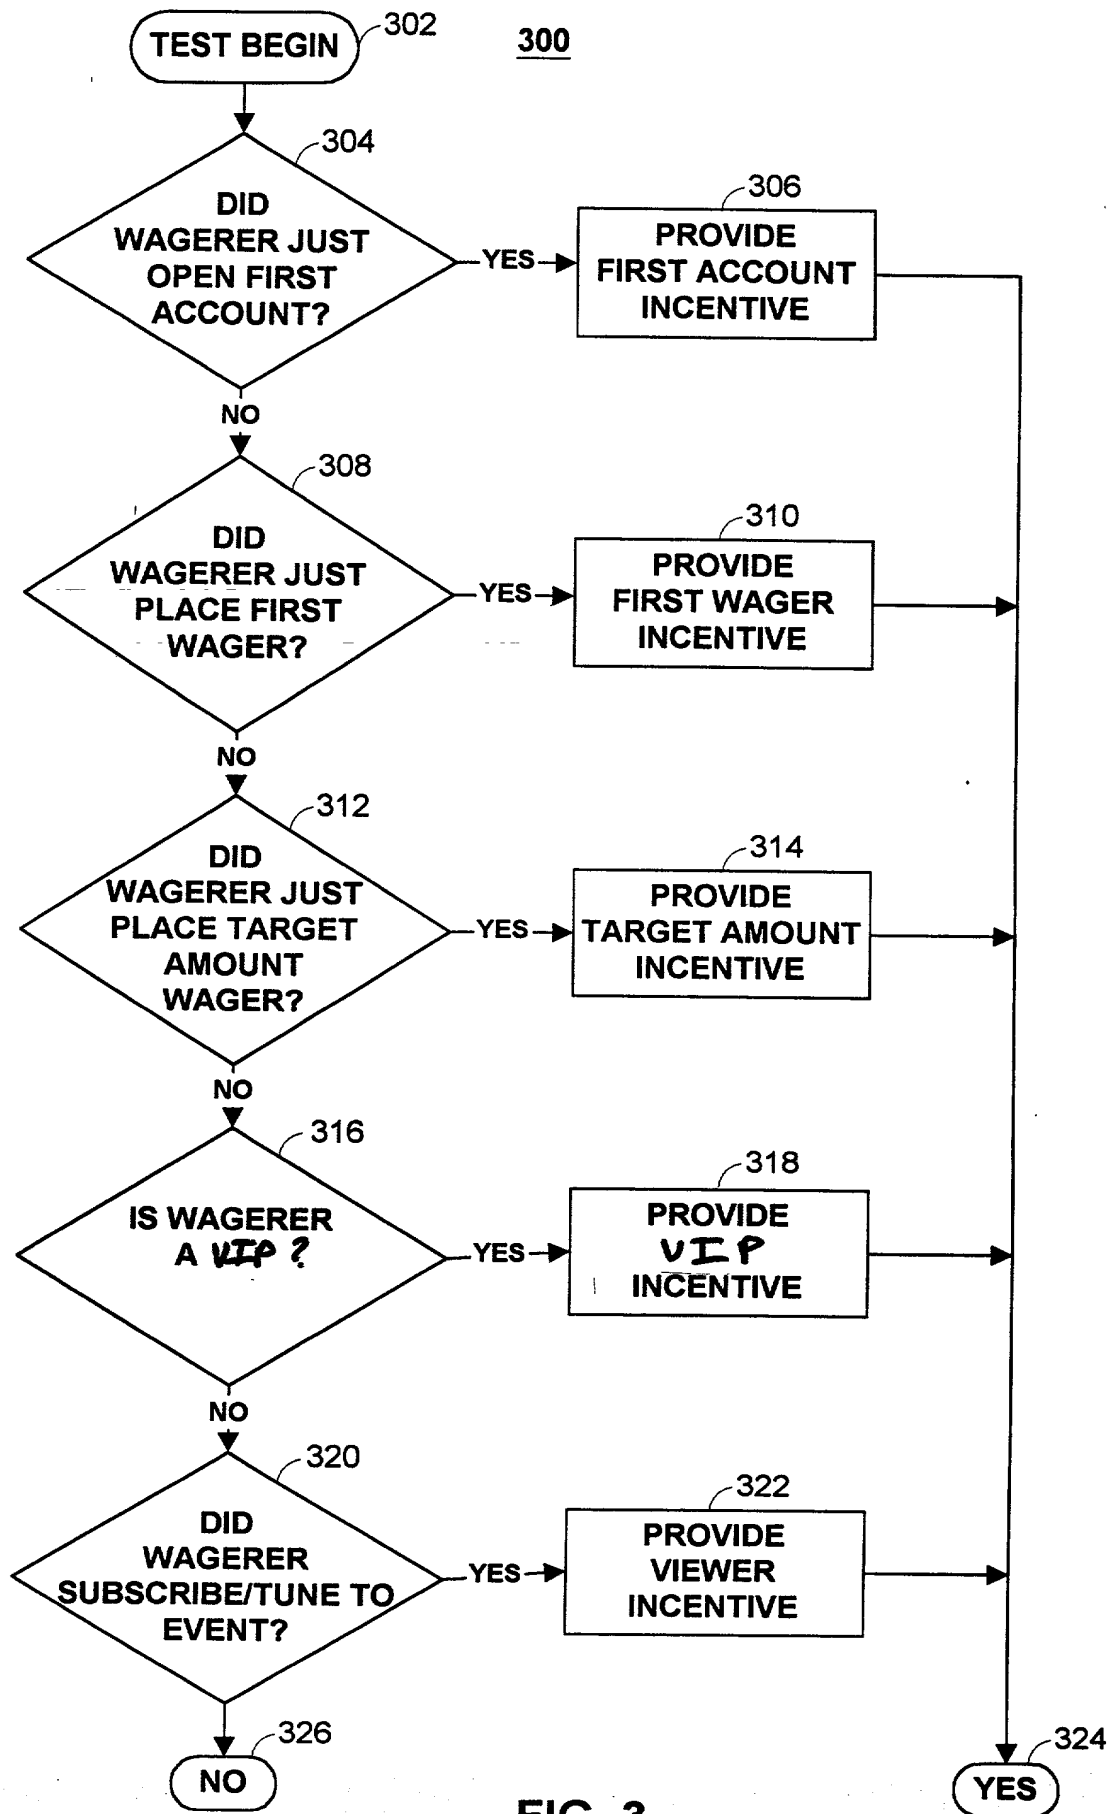 TEST BEGIN
302
300
304
DID
WAGERER JUST
OPEN FIRST
ACCOUNT?
YES
306
PROVIDE
FIRST ACCOUNT
INCENTIVE
NO
308
DID
WAGERER JUST
PLACE FIRST
WAGER?
YES
310
PROVIDE
FIRST WAGER
INCENTIVE
NO
312
DID
WAGERER JUST
PLACE TARGET
AMOUNT
WAGER?
YES
314
PROVIDE
TARGET AMOUNT
INCENTIVE
NO
316
IS WAGERER
A VIP?
YES
318
PROVIDE
VIP
INCENTIVE
NO
320
DID
WAGERER
SUBSCRIBE/TUNE TO
EVENT?
YES
322
PROVIDE
VIEWER
INCENTIVE
326
NO
324
YES
FIG. 3